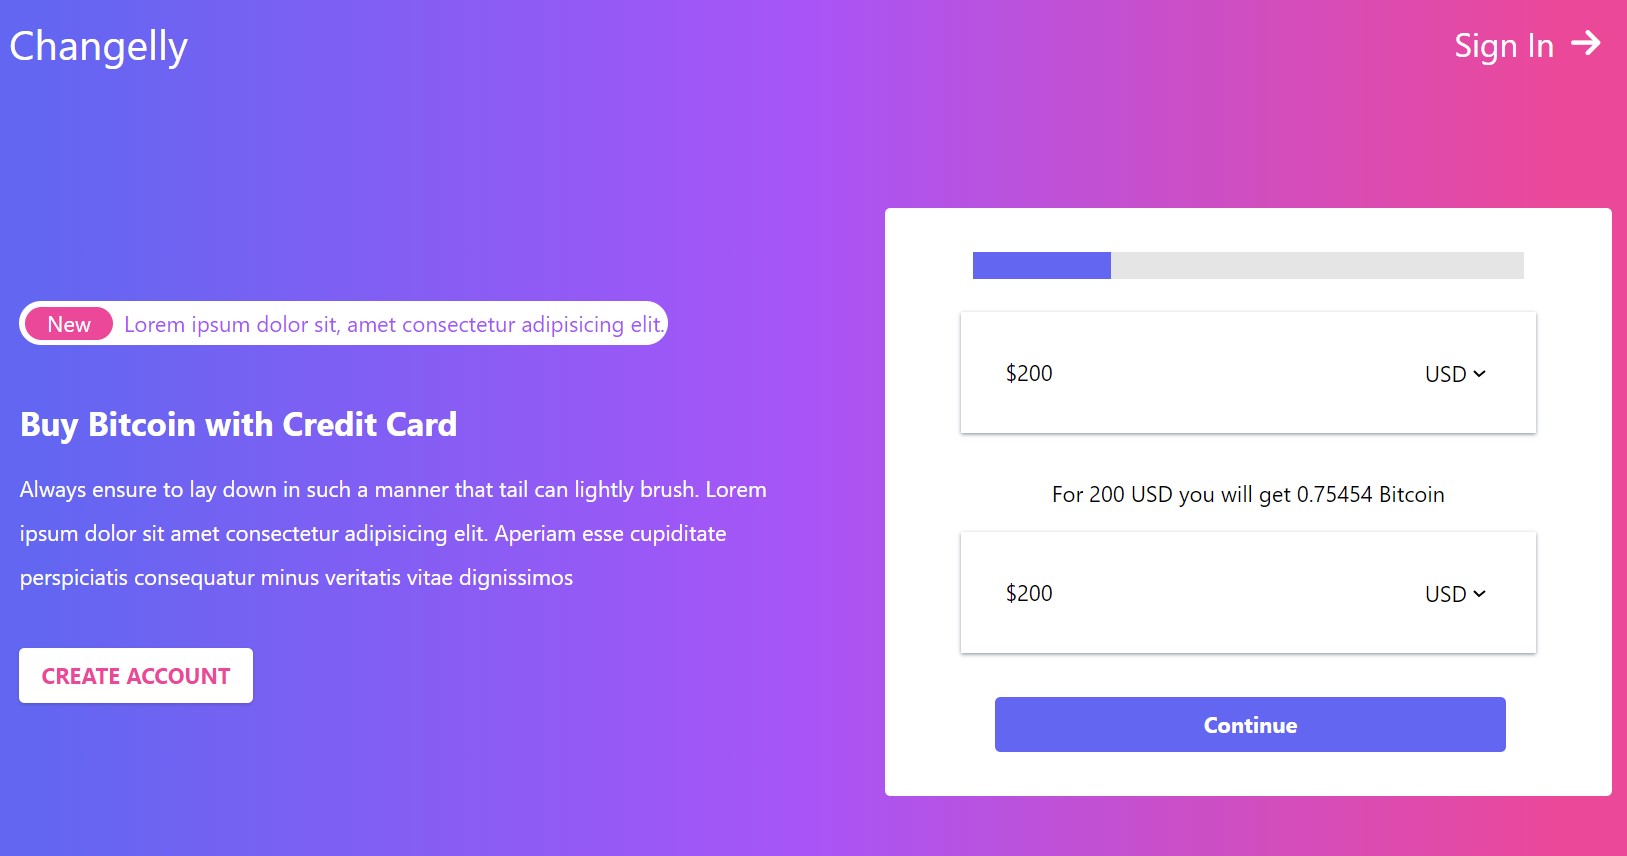 Changelly
Sign In
New Lorem ipsum dolor sit, amet consectetur adipisicing elit.
Buy Bitcoin with Credit Card
Always ensure to lay down in such a manner that tail can lightly brush. Lorem
ipsum dolor sit amet consectetur adipisicing elit. Aperiam esse cupiditate
perspiciatis consequatur minus veritatis vitae dignissimos
CREATE ACCOUNT
$200 USD
For 200 USD you will get 0.75454 Bitcoin
$200 USD
Continue